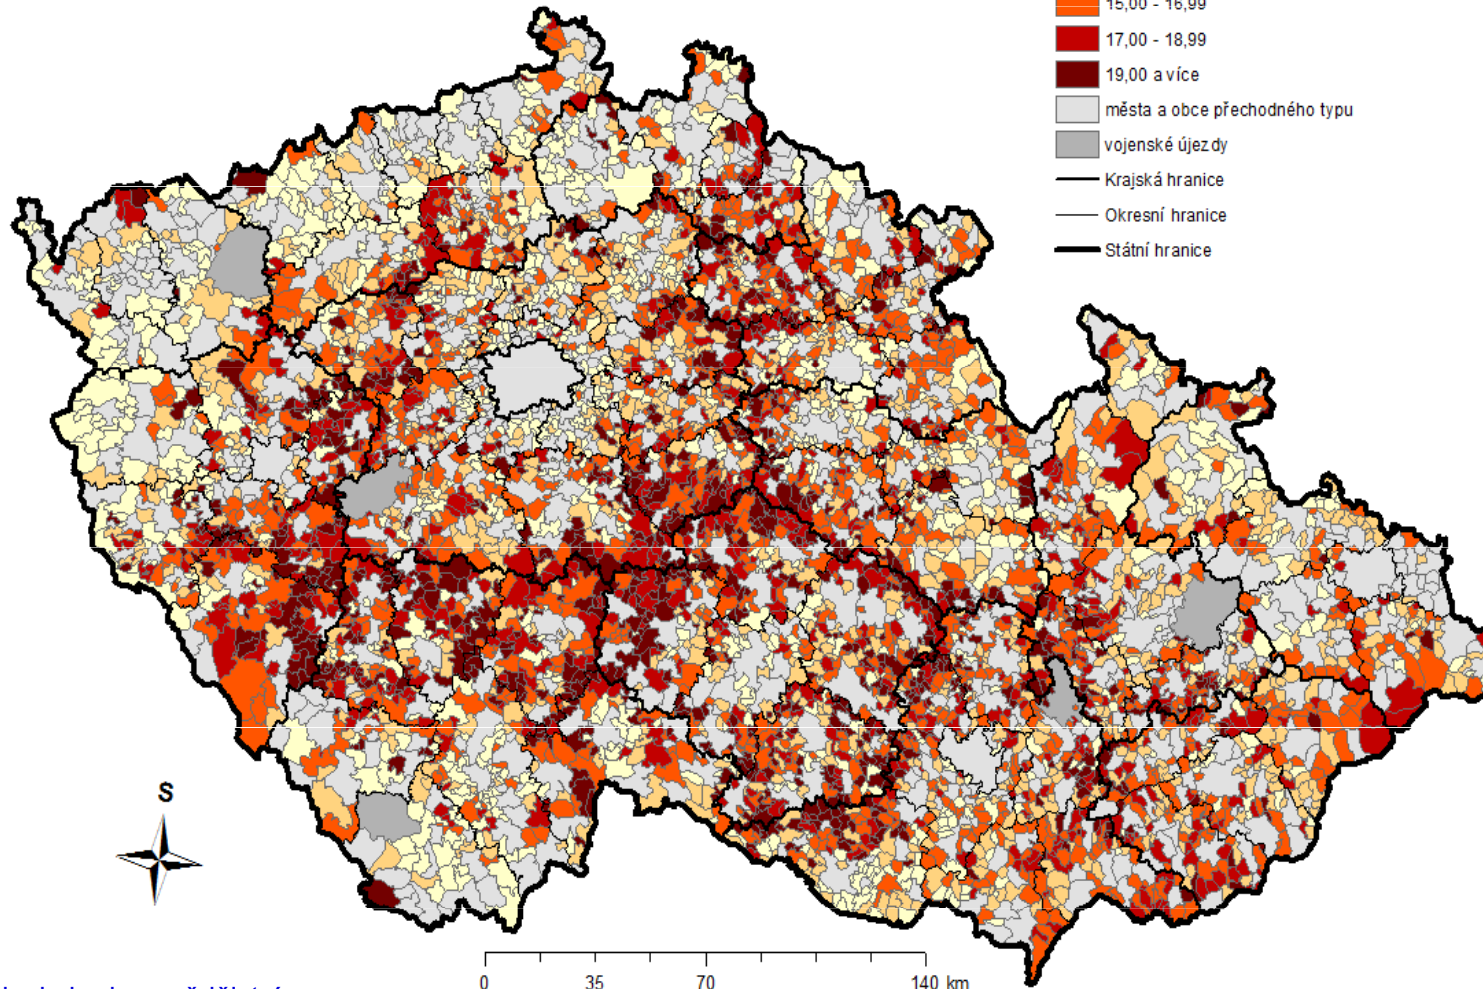 15,00 - 16,99
17,00 - 18,99
19,00 a více
města a obce přechodného typu
vojenské újezdy
Krajská hranice
Okresní hranice
Státní hranice
S
0 35 70 140 km